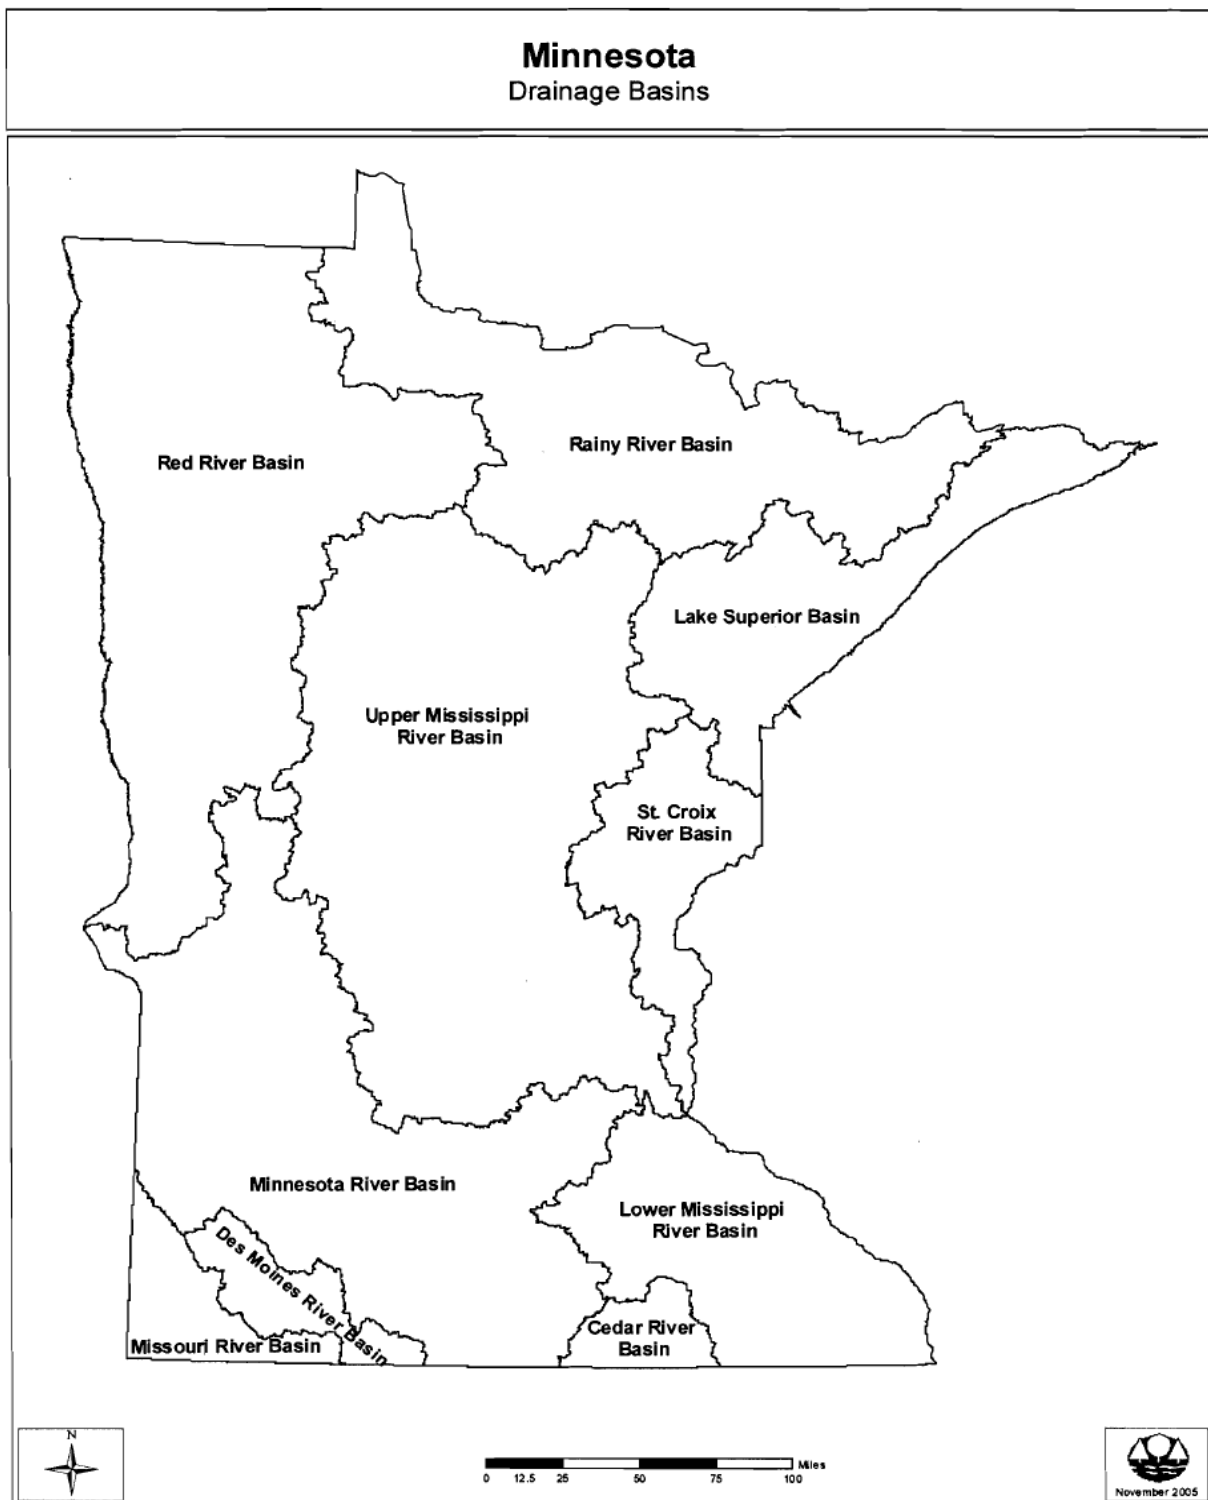 Minnesota
Drainage Basins
Red River Basin
Rainy River Basin
Lake Superior Basin
Upper Mississippi
River Basin
St. Croix
River Basin
Minnesota River Basin
Lower Mississippi
River Basin
Des Moines River Basin
Cedar River
Basin
Missouri River Basin
N
0 12.5 25 50 75 100 Miles
November 2005